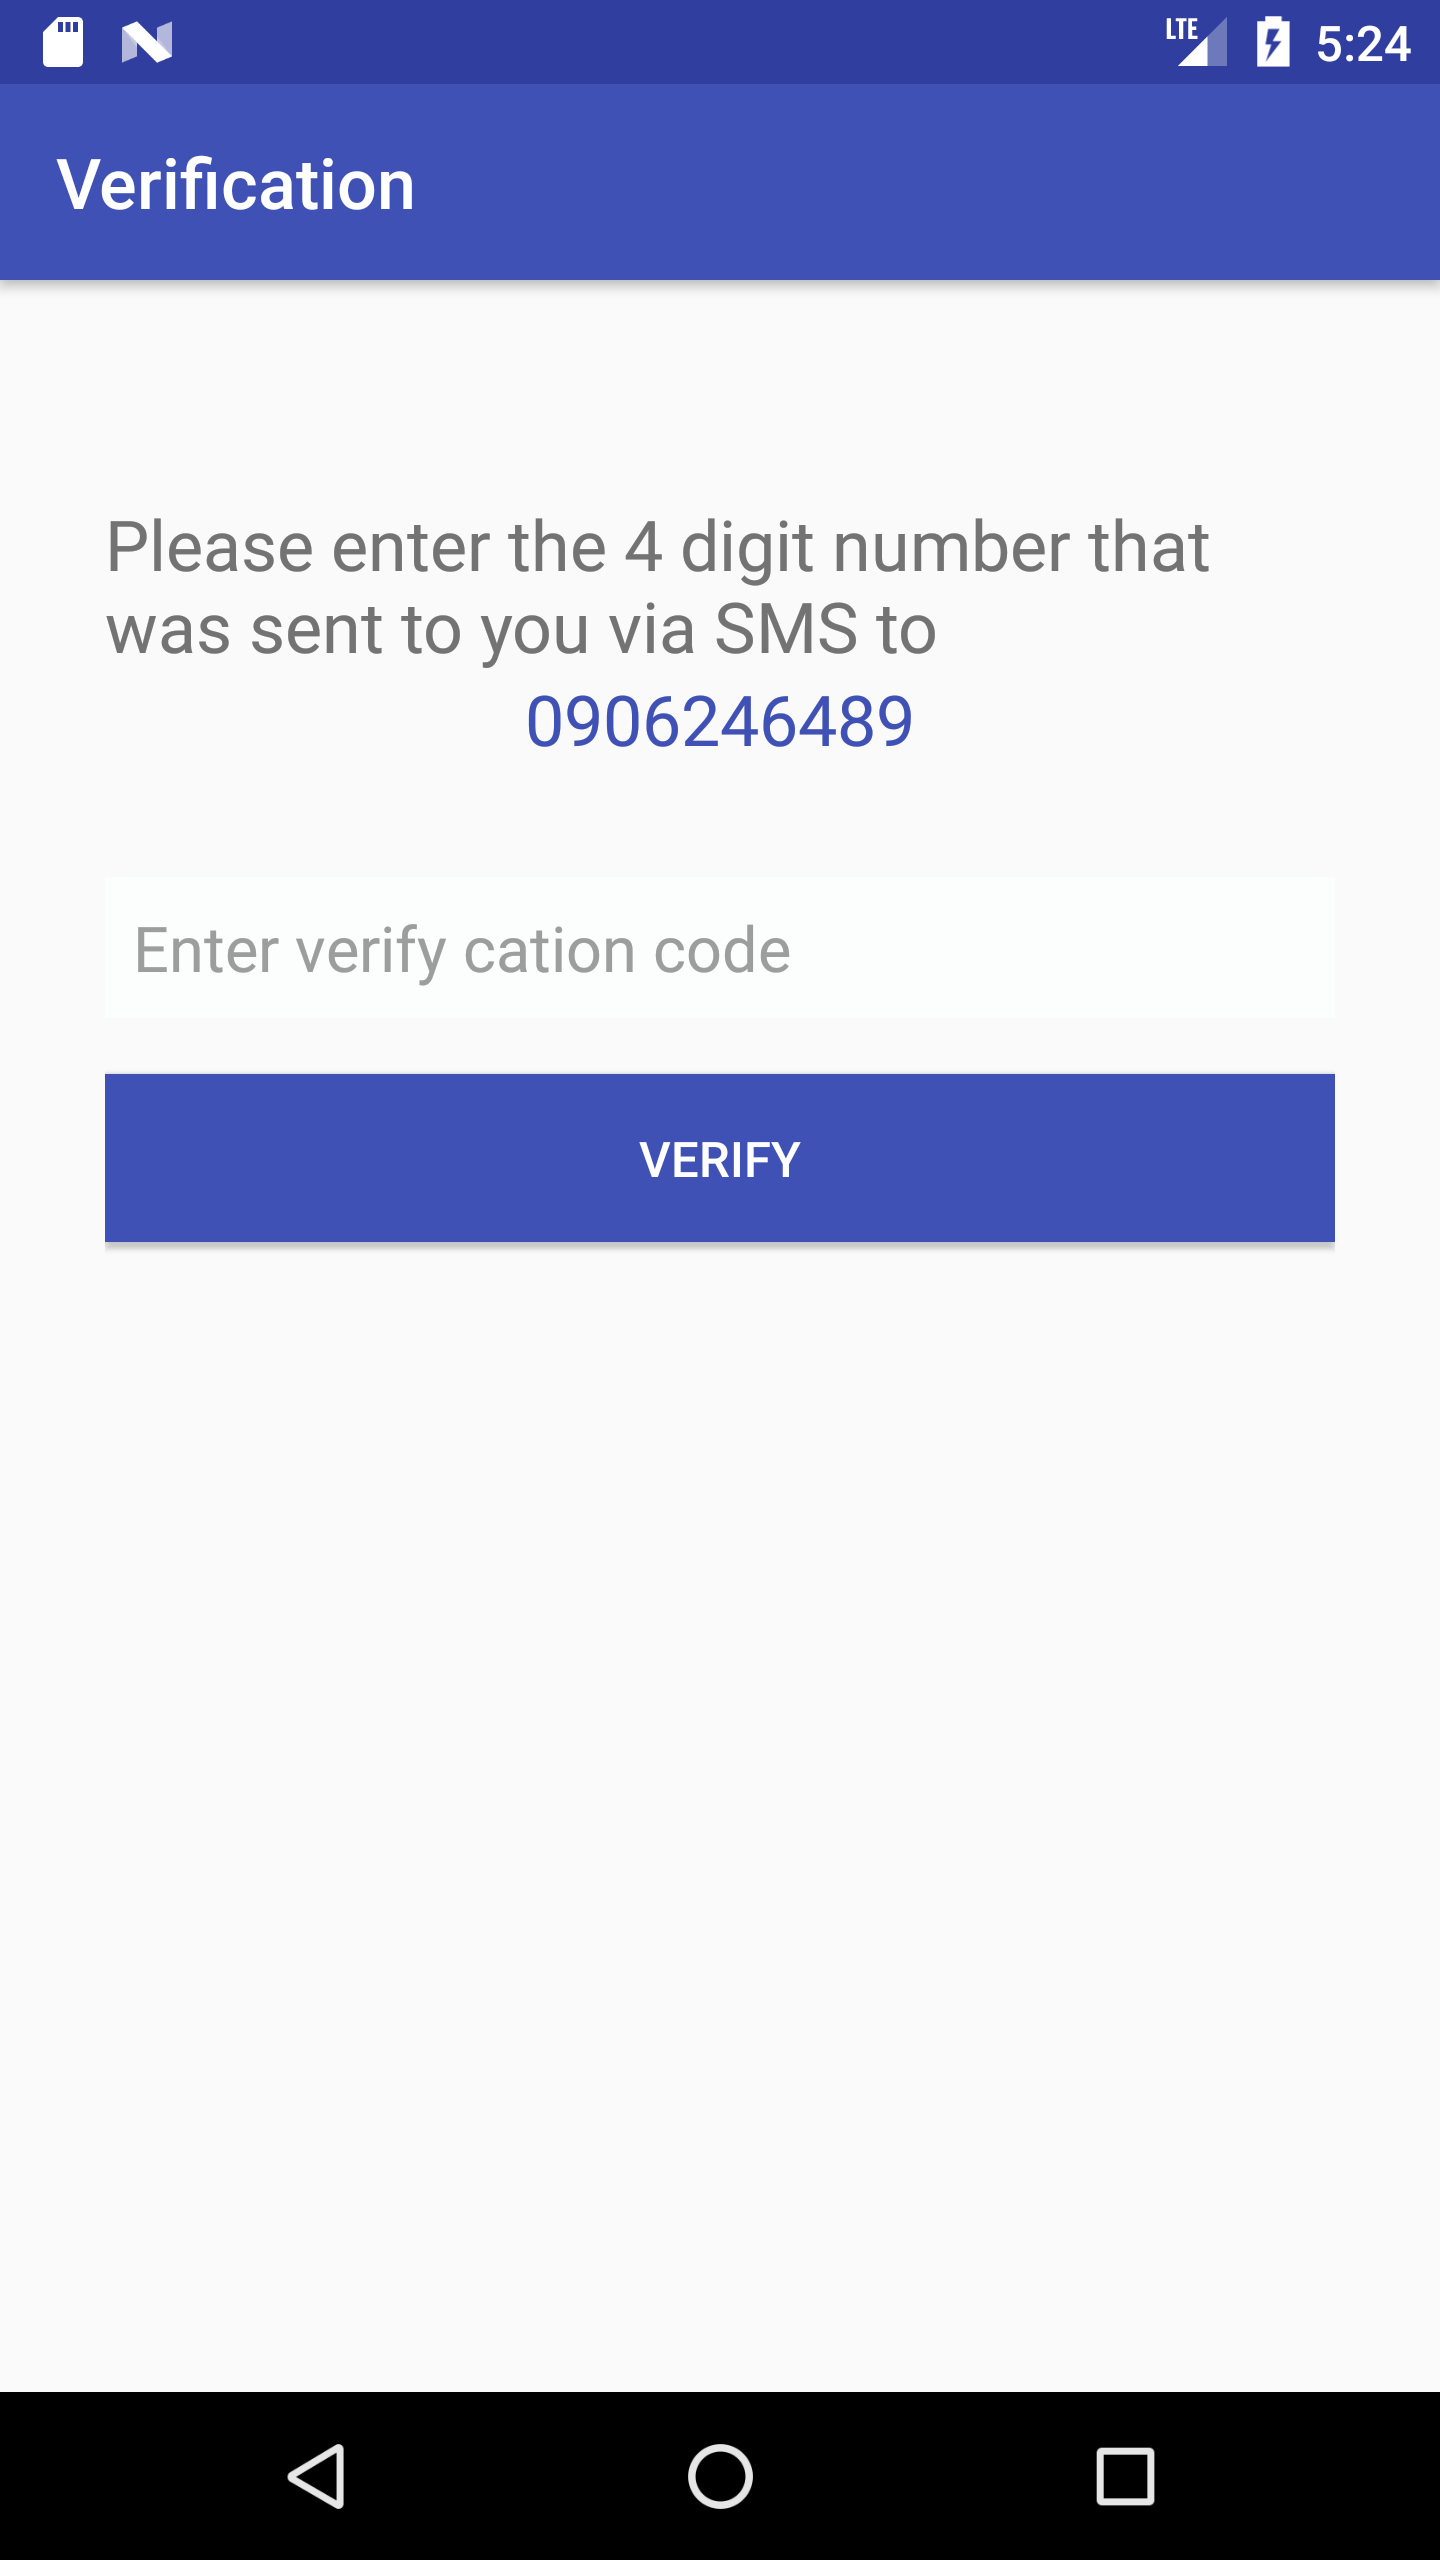 LTE 5:24
Verification
Please enter the 4 digit number that
was sent to you via SMS to
0906246489
Enter verify cation code
VERIFY